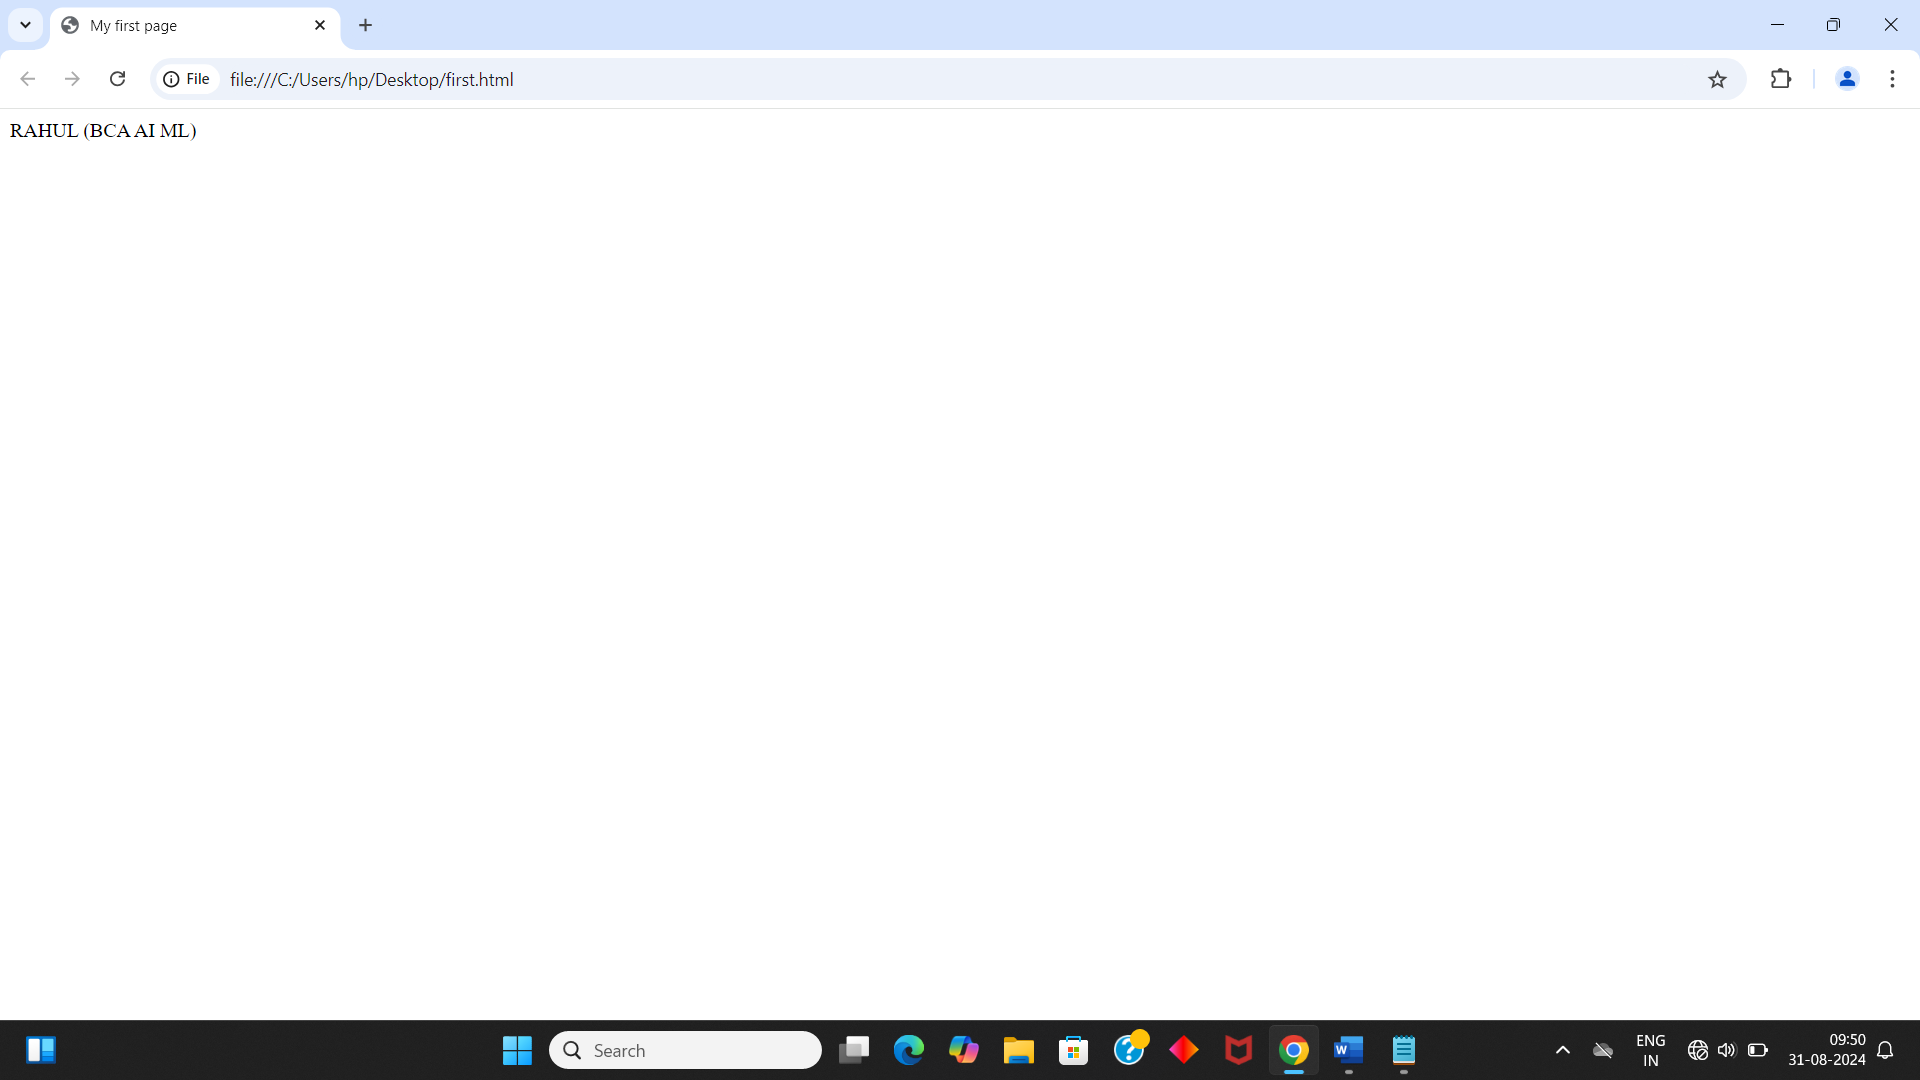 My first page
File file:///C:/Users/hp/Desktop/first.html
RAHUL (BCA AI ML)
Search
W
ENG
IN
09:50
31-08-2024